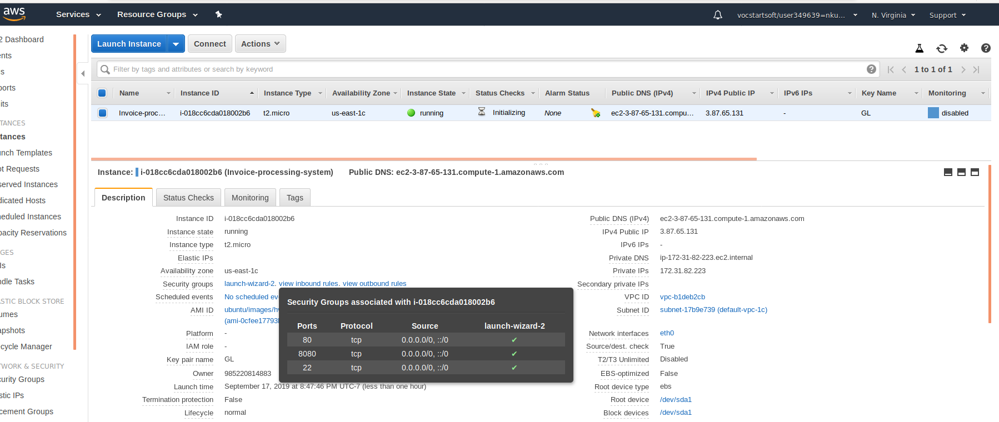 aws Services Resource Groups vocstartsoft/user349639=nku... N. Virginia Support
2 Dashboard
ents
s
ports
its
TANCES
tances
unch Templates
ot Requests
served Instances
dicated Hosts
heduled Instances
pacity Reservations
GES
Is
ndle Tasks
ASTIC BLOCK STORE
umes
apshots
ecycle Manager
TWORK & SECURITY
curity Groups
stic IPs
cement Groups
Launch Instance Connect Actions
Filter by tags and attributes or search by keyword ? 1 to 1 of 1
Name Instance ID Instance Type Availability Zone Instance State Status Checks Alarm Status Public DNS (IPv4) IPv4 Public IP IPv6 IPs Key Name Monitoring
Invoice-proc... i-018cc6cda018002b6 t2.micro us-east-1c running Initializing None ec2-3-87-65-131.compu... 3.87.65.131 - GL disabled
Instance: i-018cc6cda018002b6 (Invoice-processing-system) Public DNS: ec2-3-87-65-131.compute-1.amazonaws.com
Description Status Checks Monitoring Tags
Instance ID i-018cc6cda018002b6 Public DNS (IPv4) ec2-3-87-65-131.compute-1.amazonaws.com
Instance state running IPv4 Public IP 3.87.65.131
Instance type t2.micro IPv6 IPs -
Elastic IPs Private DNS ip-172-31-82-223.ec2.internal
Availability zone us-east-1c Private IPs 172.31.82.223
Security groups launch-wizard-2. view inbound rules. view outbound rules Secondary private IPs
Scheduled events No scheduled eve VPC ID vpc-b1deb2cb
AMI ID ubuntu/images/hv Subnet ID subnet-17b9e739 (default-vpc-1c)
(ami-0cfee17793
Platform - Network interfaces eth0
IAM role - Source/dest. check True
Key pair name GL T2/T3 Unlimited Disabled
Owner 985220814883 EBS-optimized False
Launch time September 17, 2019 at 8:47:46 PM UTC-7 (less than one hour) Root device type ebs
Termination protection False Root device /dev/sda1
Lifecycle normal Block devices /dev/sda1
Security Groups associated with i-018cc6cda018002b6
Ports Protocol Source launch-wizard-2
80 tcp 0.0.0.0/0, ::/0 ✔
8080 tcp 0.0.0.0/0, ::/0 ✔
22 tcp 0.0.0.0/0, ::/0 ✔